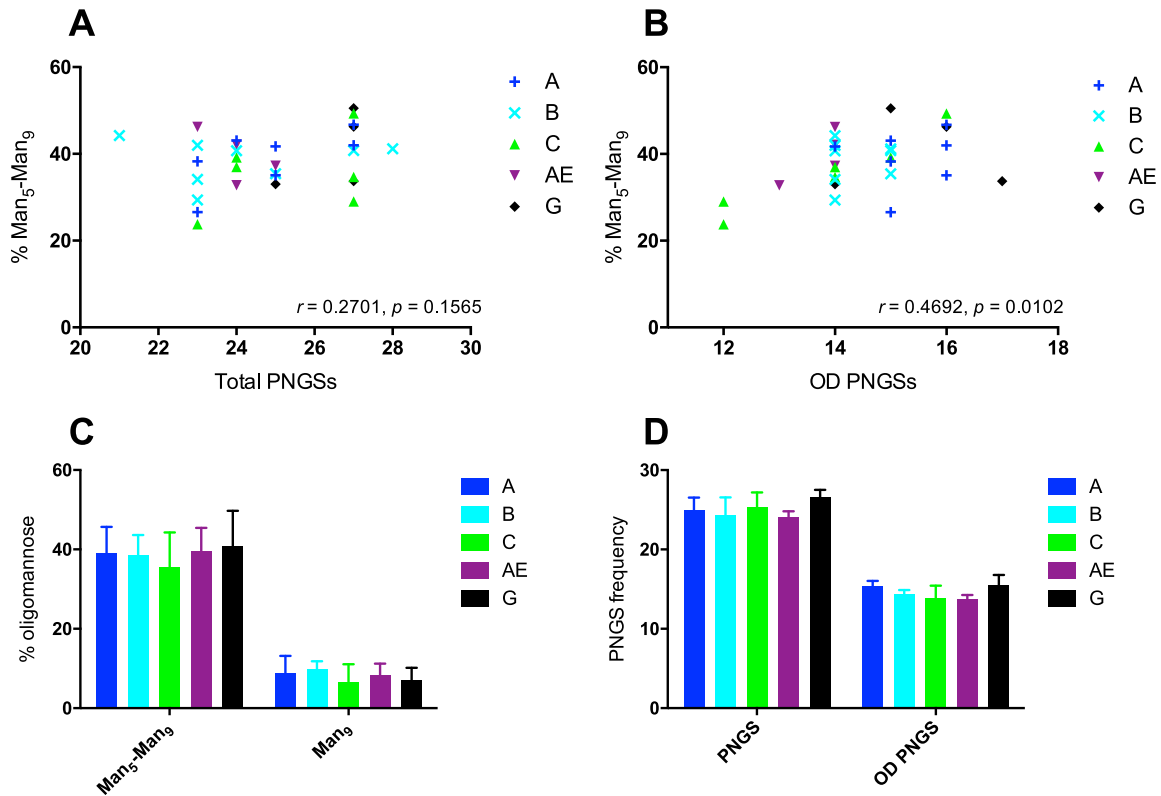 A
60
40
20
0
% Man₅-Man₉
20 22 24 26 28 30
Total PNGSs
r = 0.2701, p = 0.1565
A
B
C
AE
G
B
60
40
20
0
% Man₅-Man₉
12 14 16 18
OD PNGSs
r = 0.4692, p = 0.0102
A
B
C
AE
G
C
60
40
20
0
% oligomannose
Man₅-Man₉
Man₉
A
B
C
AE
G
D
30
20
10
0
PNGS frequency
PNGS
OD PNGS
A
B
C
AE
G